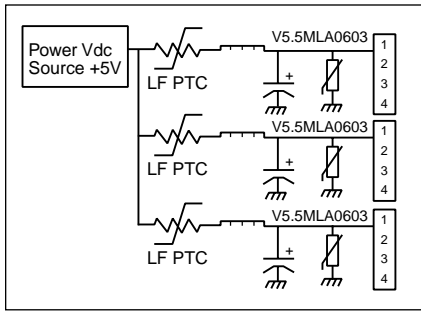 Power Vdc
Source +5V
LF PTC
V5.5MLA0603
+
1
2
3
4
LF PTC
V5.5MLA0603
+
1
2
3
4
LF PTC
V5.5MLA0603
+
1
2
3
4